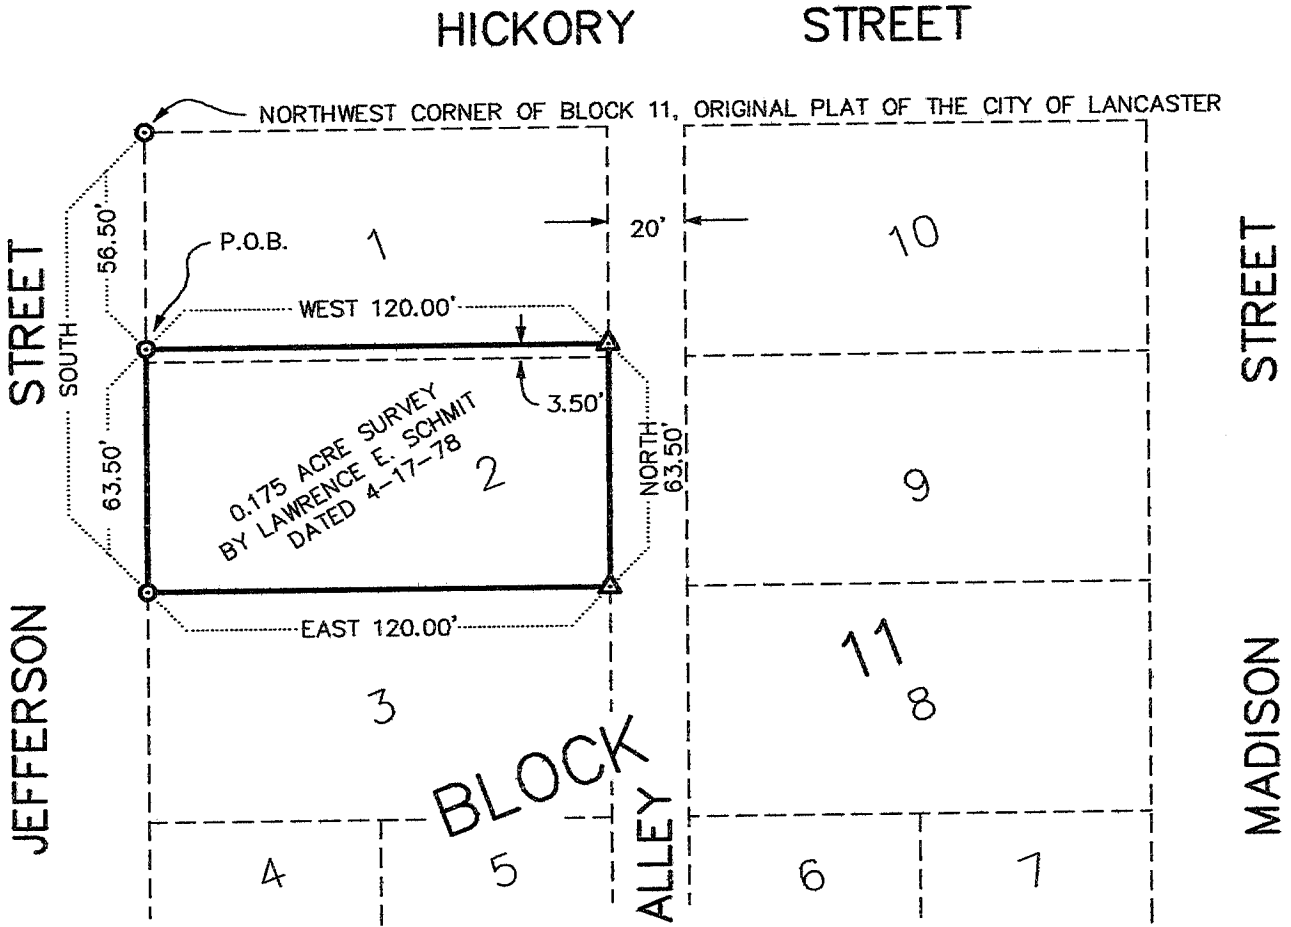 HICKORY STREET
NORTHWEST CORNER OF BLOCK 11, ORIGINAL PLAT OF THE CITY OF LANCASTER
1
20'
10
56.50'
P.O.B.
STREET
STREET
WEST 120.00'
SOUTH
3.50'
63.50'
0.175 ACRE SURVEY
BY LAWRENCE E. SCHMIT
DATED 4-17-78
2
NORTH
63.50'
9
EAST 120.00'
11
JEFFERSON
3
8
MADISON
BLOCK
ALLEY
4
5
6
7